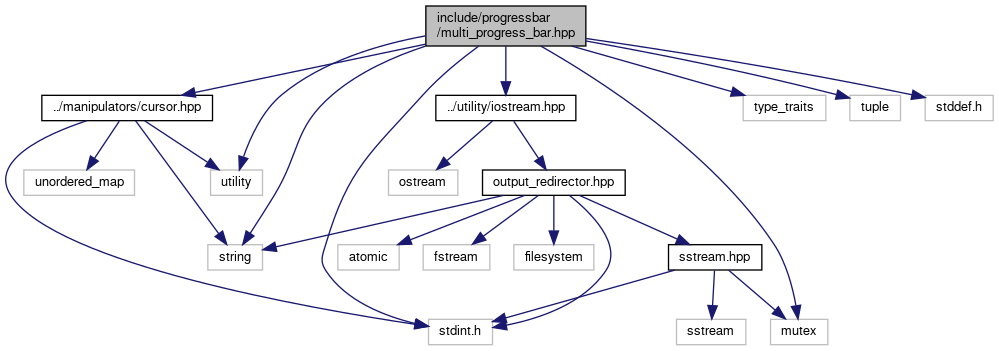 include/progressbar
/multi_progress_bar.hpp
../manipulators/cursor.hpp
../utility/iostream.hpp
type_traits
tuple
stddef.h
unordered_map
utility
ostream
output_redirector.hpp
string
atomic
fstream
filesystem
sstream.hpp
stdint.h
sstream
mutex